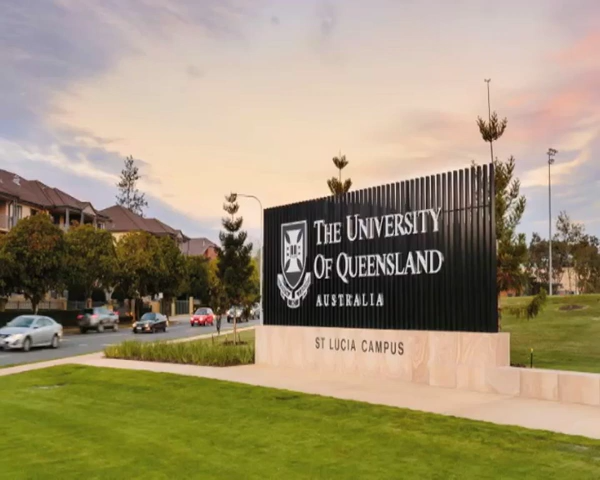 The University
Of Queensland
Australia
ST LUCIA CAMPUS